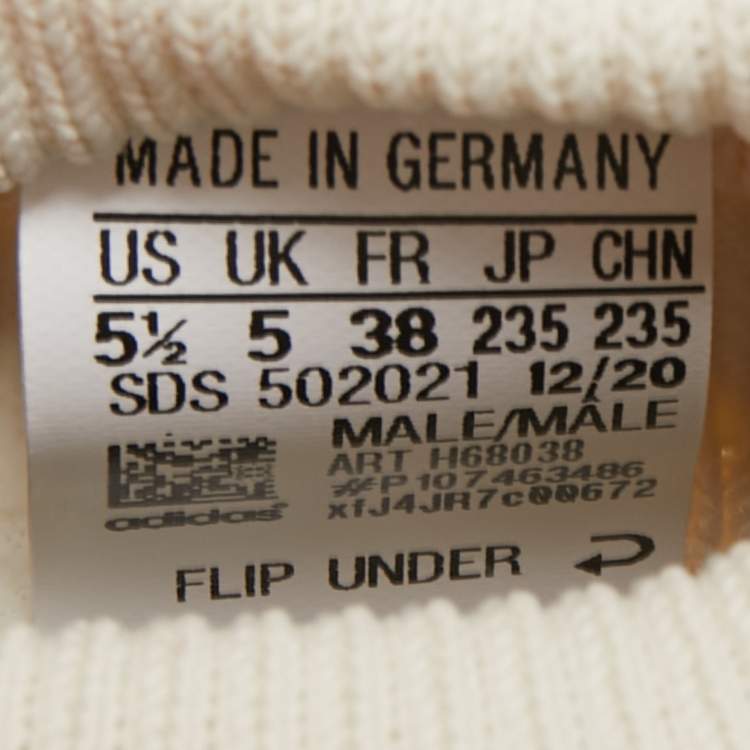 MADE IN GERMANY
US UK FR JP CHN
5½ 5 38 235 235
SDS 502021 12/20
MALE/MÂLE
ART H68038
#P107463486
xfJ4JR7c00672
adidas
FLIP UNDER